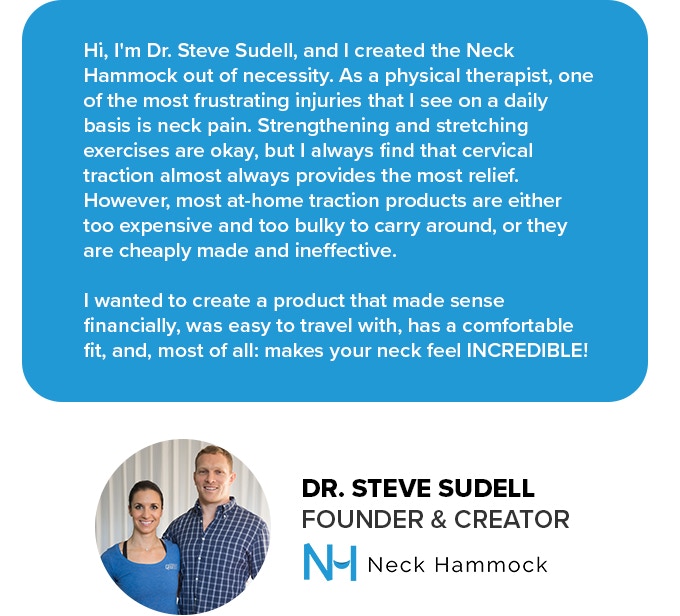 Hi, I'm Dr. Steve Sudell, and I created the Neck
Hammock out of necessity. As a physical therapist, one
of the most frustrating injuries that I see on a daily
basis is neck pain. Strengthening and stretching
exercises are okay, but I always find that cervical
traction almost always provides the most relief.
However, most at-home traction products are either
too expensive and too bulky to carry around, or they
are cheaply made and ineffective.
I wanted to create a product that made sense
financially, was easy to travel with, has a comfortable
fit, and, most of all: makes your neck feel INCREDIBLE!
DR. STEVE SUDELL
FOUNDER & CREATOR
NH Neck Hammock